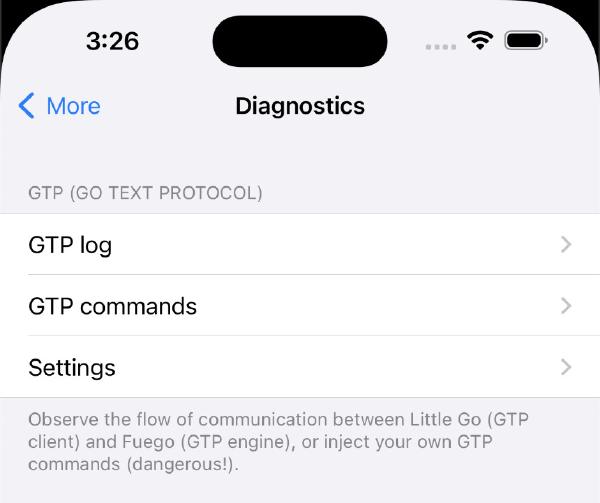 3:26
More
Diagnostics
GTP (GO TEXT PROTOCOL)
GTP log
GTP commands
Settings
Observe the flow of communication between Little Go (GTP
client) and Fuego (GTP engine), or inject your own GTP
commands (dangerous!).